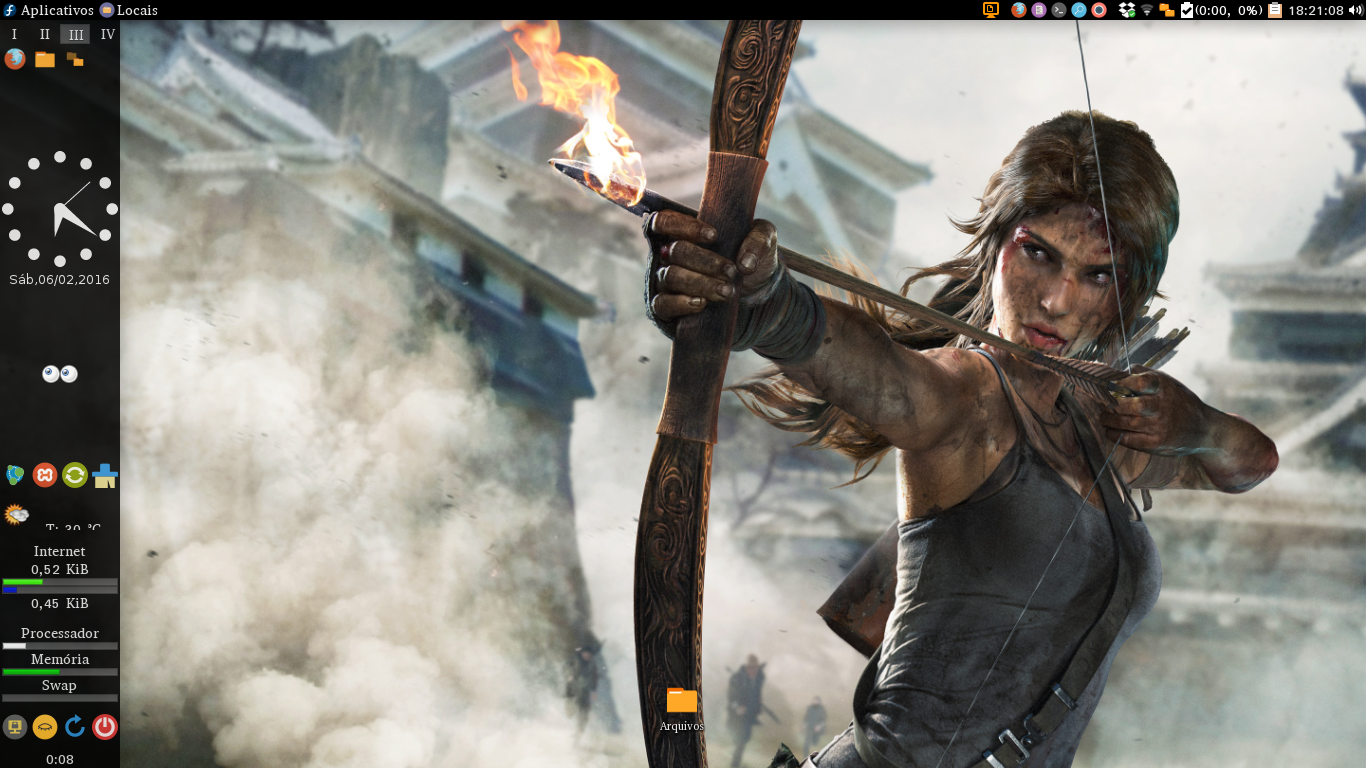 Aplicativos Locais
(0:00, 0%) 18:21:08
I II III IV
Sáb,06/02,2016
T: 30 °C
Internet
0,52 KiB
0,45 KiB
Processador
Memória
Swap
0:08
Arquivos